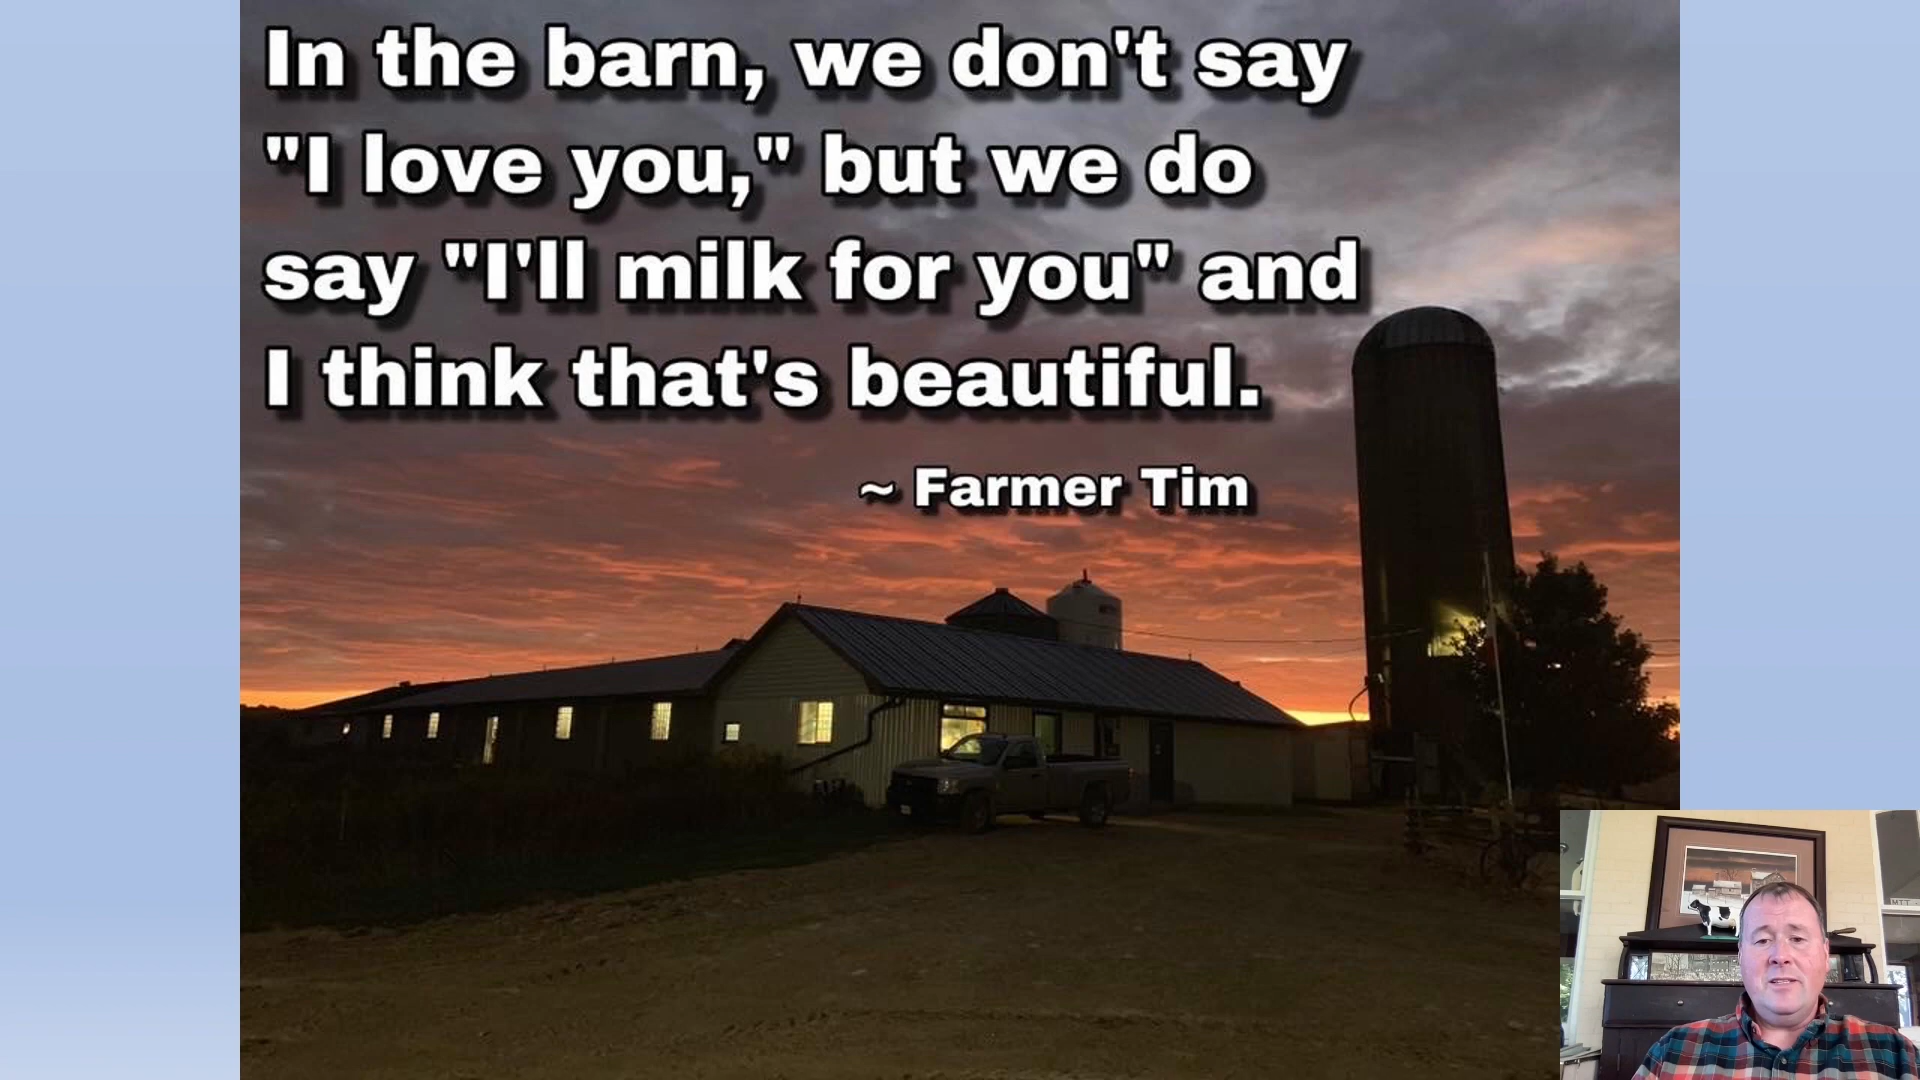 In the barn, we don't say
"I love you," but we do
say "I'll milk for you" and
I think that's beautiful.
~ Farmer Tim